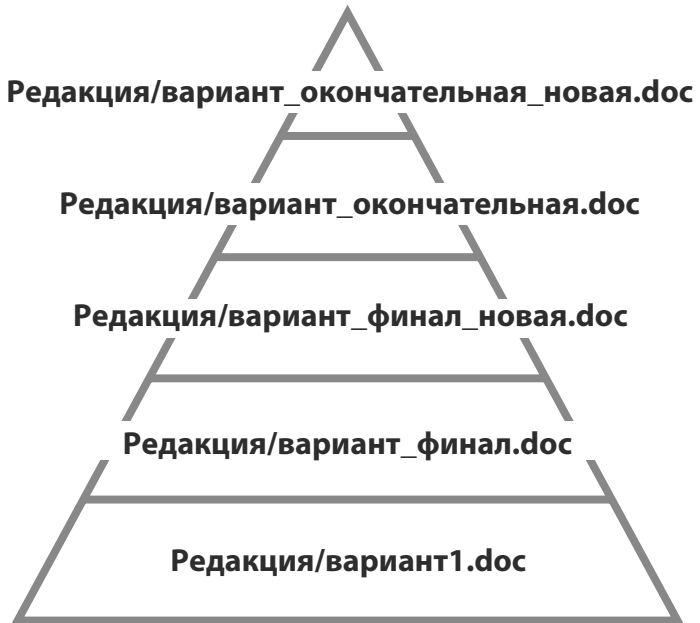 Редакция/вариант_окончательная_новая.doc
Редакция/вариант_окончательная.doc
Редакция/вариант_финал_новая.doc
Редакция/вариант_финал.doc
Редакция/вариант1.doc